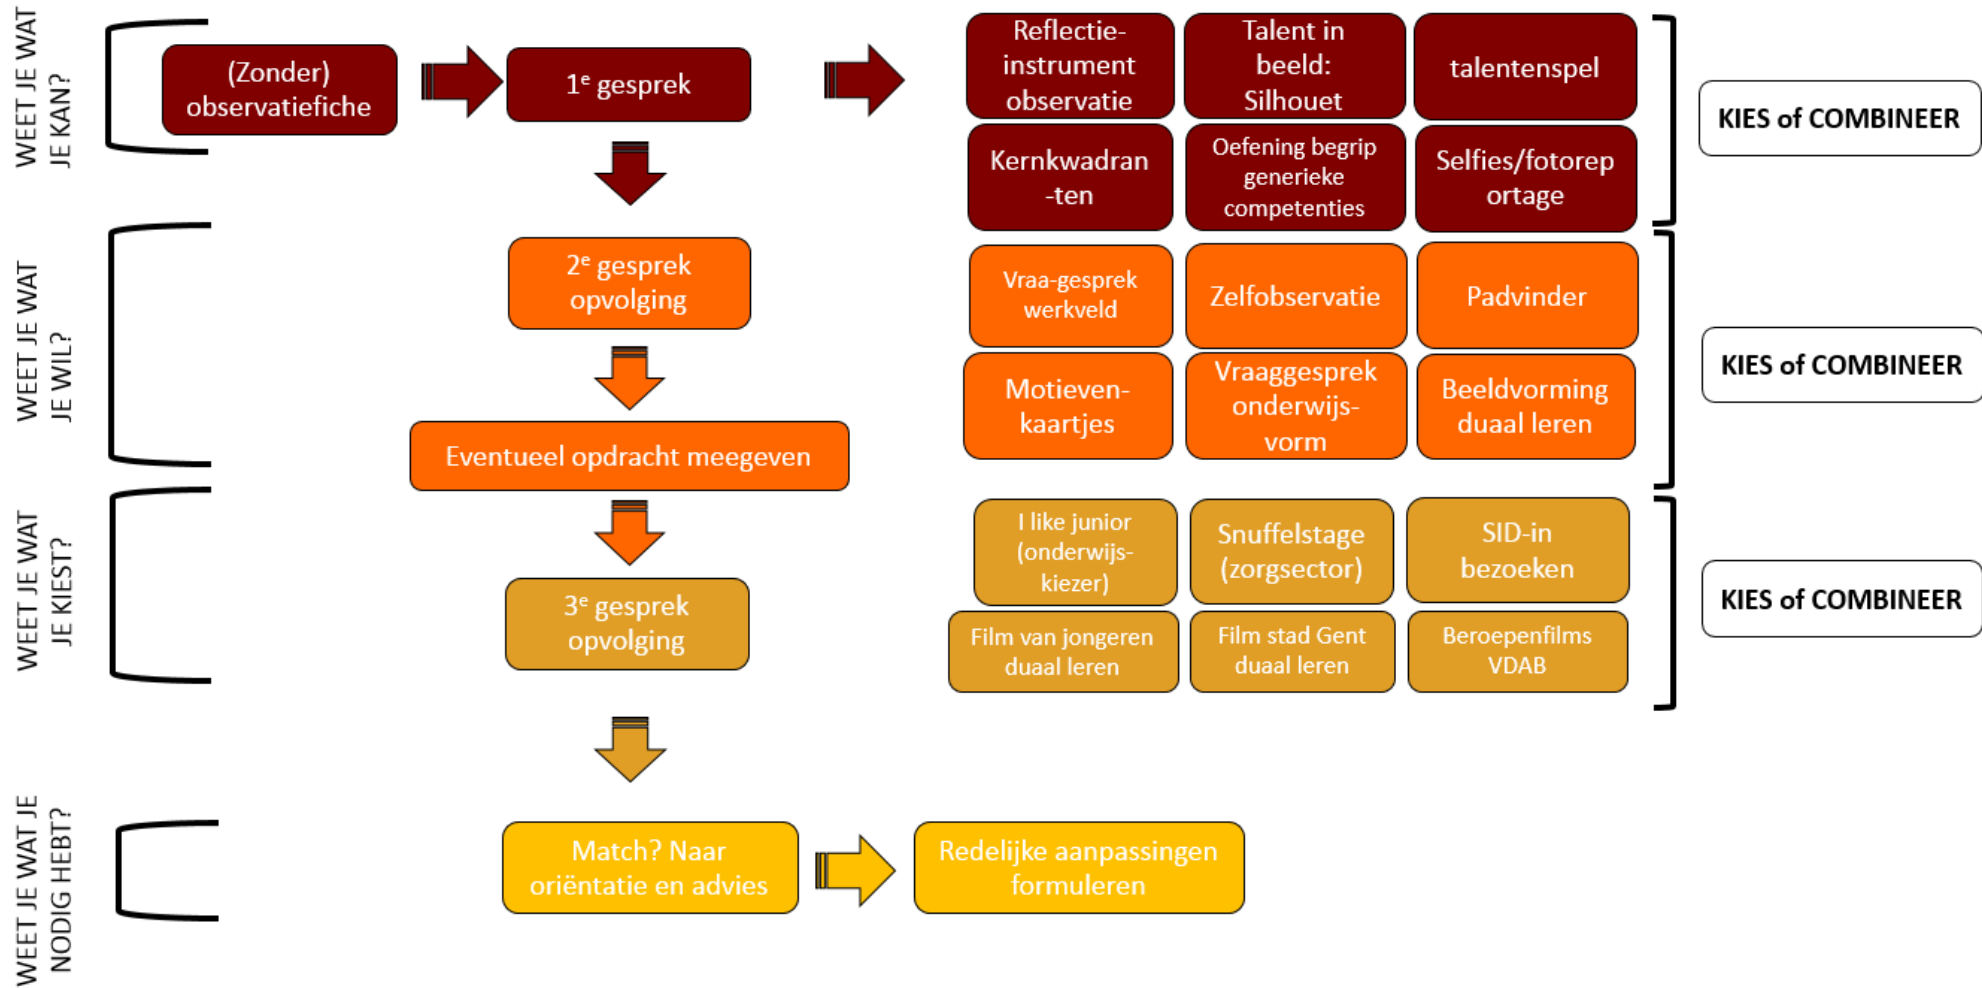 WEET JE WAT
JE KAN?
(Zonder)
observatiefiche
1e gesprek
Reflectie-
instrument
observatie
Talent in
beeld:
Silhouet
talentenspel
Kernkwadran
-ten
Oefening begrip
generieke
competenties
Selfies/fotorep
ortage
KIES of COMBINEER
WEET JE WAT
JE WIL?
2e gesprek
opvolging
Eventueel opdracht meegeven
Vraa-gesprek
werkveld
Zelfobservatie
Padvinder
Motieven-
kaartjes
Vraaggesprek
onderwijs-
vorm
Beeldvorming
duaal leren
KIES of COMBINEER
WEET JE WAT
JE KIEST?
3e gesprek
opvolging
I like junior
(onderwijs-
kiezer)
Snuffelstage
(zorgsector)
SID-in
bezoeken
Film van jongeren
duaal leren
Film stad Gent
duaal leren
Beroepenfilms
VDAB
KIES of COMBINEER
WEET JE WAT JE
NODIG HEBT?
Match? Naar
oriëntatie en advies
Redelijke aanpassingen
formuleren